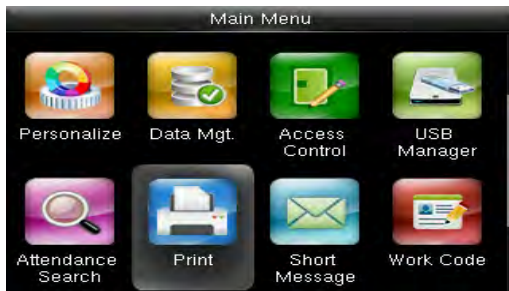 Main Menu
Personalize
Data Mgt.
Access
Control
USB
Manager
Attendance
Search
Print
Short
Message
Work Code